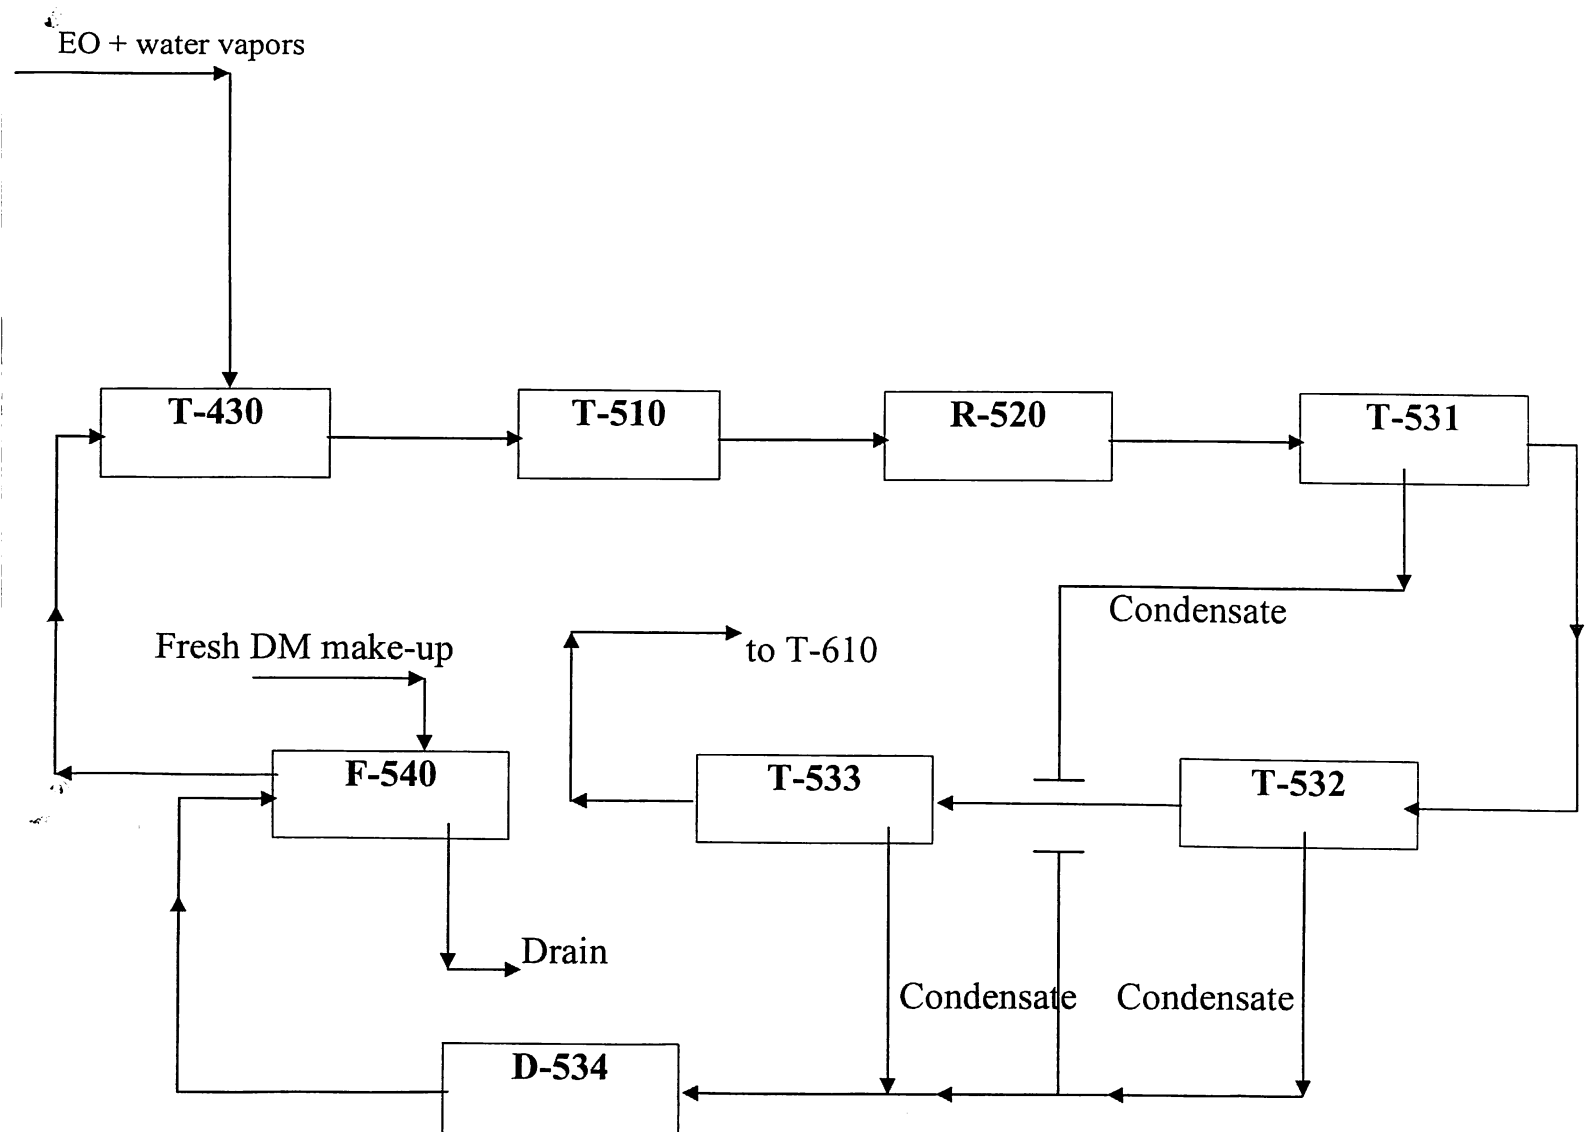 EO + water vapors
T-430
T-510
R-520
T-531
Condensate
Fresh DM make-up
to T-610
F-540
T-533
T-532
Drain
Condensate
Condensate
D-534